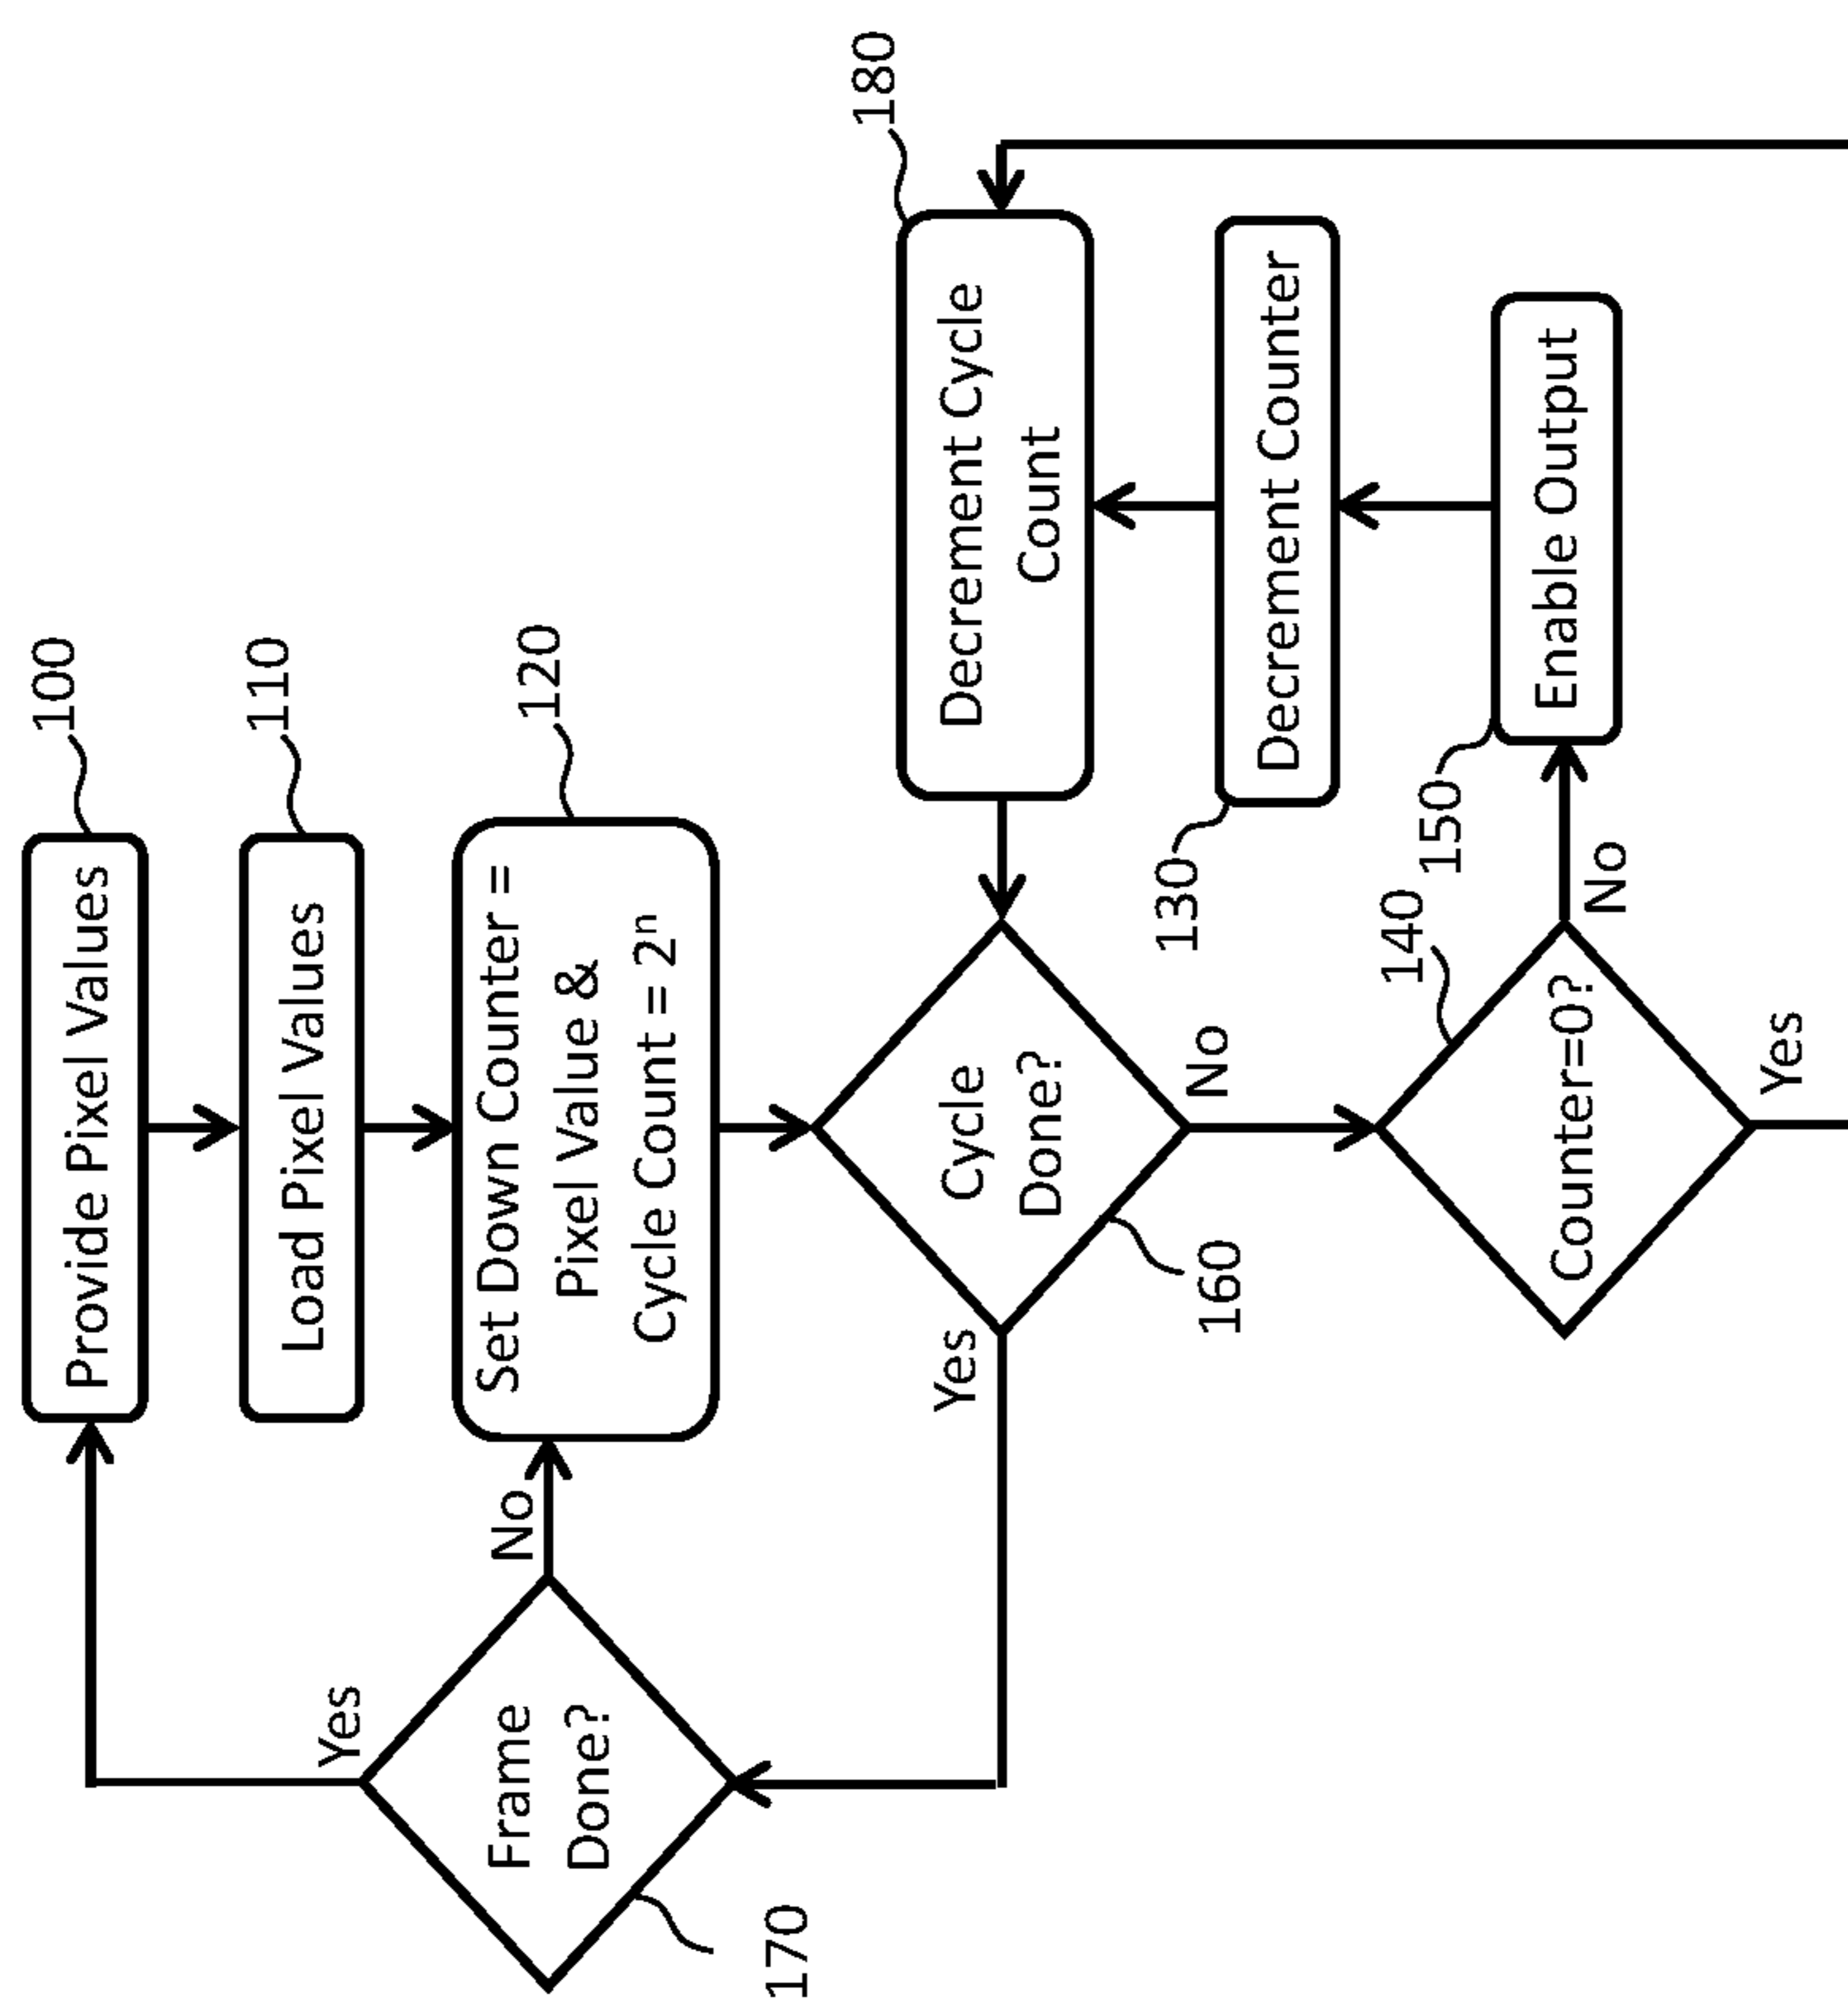 100
Provide Pixel Values
110
Load Pixel Values
120
Set Down Counter =
Pixel Value &
Cycle Count = 2ⁿ
Yes
Frame
Done?
No
170
180
Decrement Cycle
Count
Cycle
Done?
Yes
No
160
130
Decrement Counter
140
Counter=0?
150
No
Enable Output
Yes